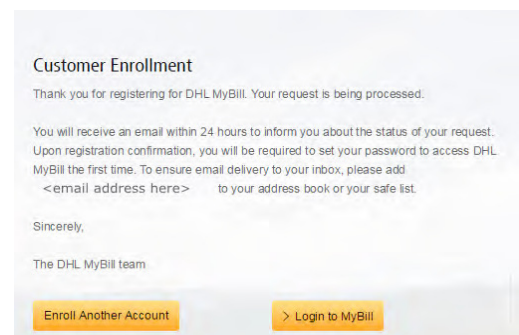 Customer Enrollment
Thank you for registering for DHL MyBill. Your request is being processed.
You will receive an email within 24 hours to inform you about the status of your request.
Upon registration confirmation, you will be required to set your password to access DHL
MyBill the first time. To ensure email delivery to your inbox, please add
<email address here> to your address book or your safe list.
Sincerely,
The DHL MyBill team
Enroll Another Account > Login to MyBill